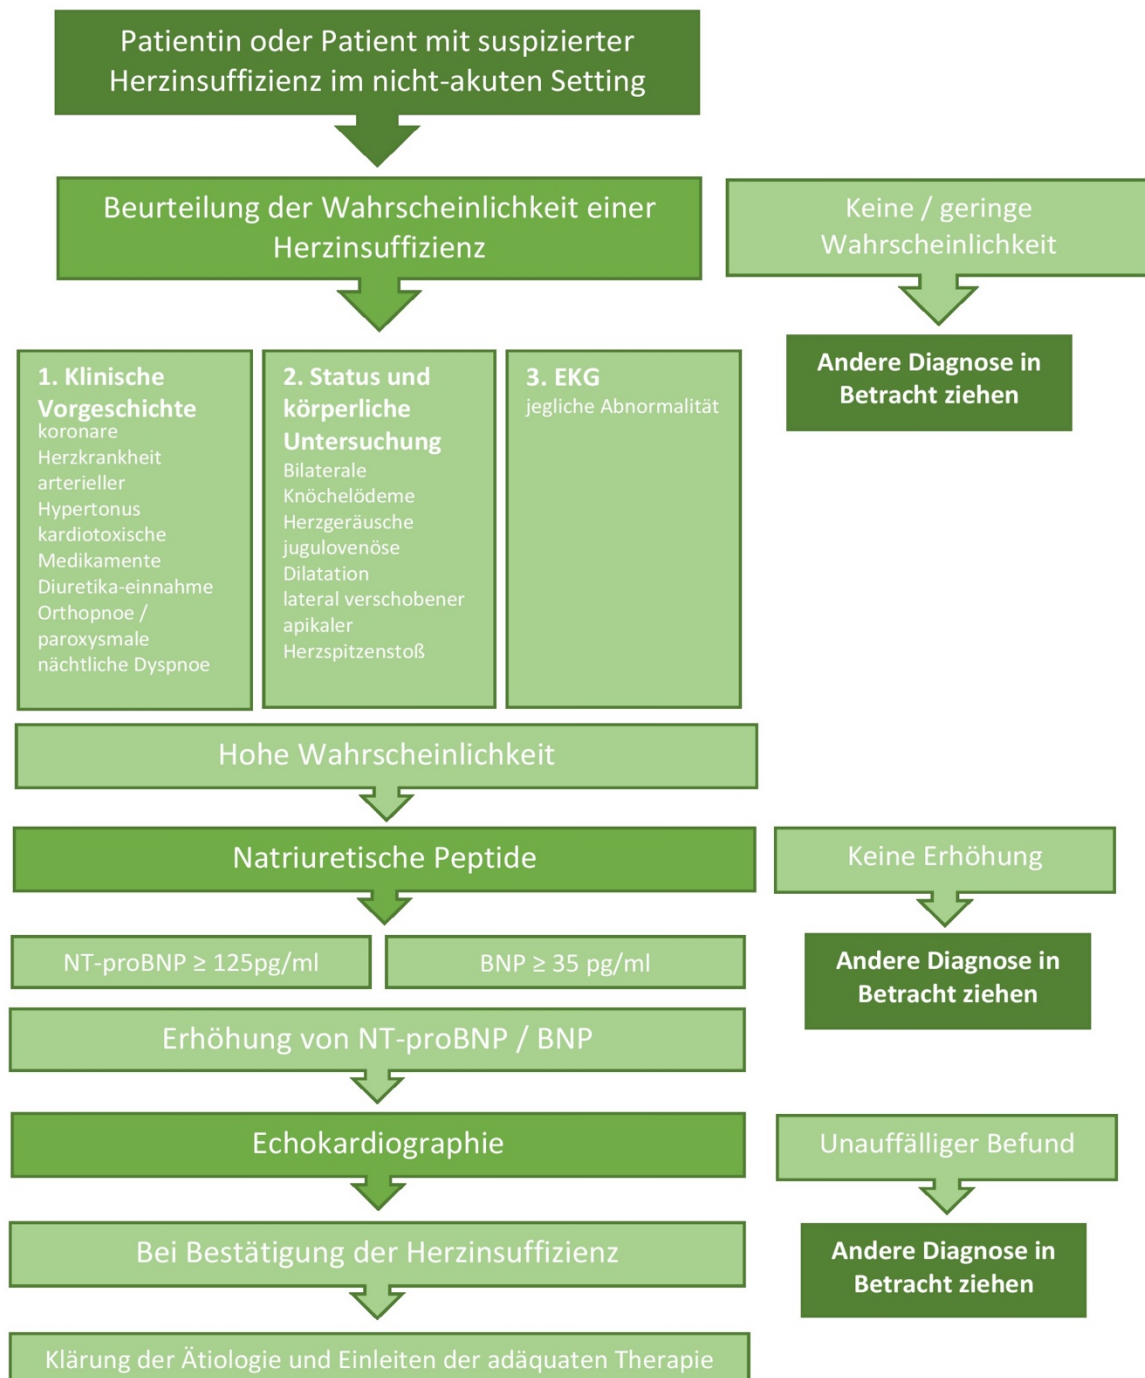 Patientin oder Patient mit suspizierter
Herzinsuffizienz im nicht-akuten Setting
Beurteilung der Wahrscheinlichkeit einer
Herzinsuffizienz
Keine / geringe
Wahrscheinlichkeit
Andere Diagnose in
Betracht ziehen
1. Klinische
Vorgeschichte
koronare
Herzkrankheit
arterieller
Hypertonus
kardiotoxische
Medikamente
Diuretika-einnahme
Orthopnoe /
paroxysmale
nächtliche Dyspnoe
2. Status und
körperliche
Untersuchung
Bilaterale
Knöchelödeme
Herzgeräusche
jugulovenöse
Dilatation
lateral verschobener
apikaler
Herzspitzenstoß
3. EKG
jegliche Abnormalität
Hohe Wahrscheinlichkeit
Natriuretische Peptide
Keine Erhöhung
NT-proBNP ≥ 125pg/ml
BNP ≥ 35 pg/ml
Andere Diagnose in
Betracht ziehen
Erhöhung von NT-proBNP / BNP
Echokardiographie
Unauffälliger Befund
Bei Bestätigung der Herzinsuffizienz
Andere Diagnose in
Betracht ziehen
Klärung der Ätiologie und Einleiten der adäquaten Therapie